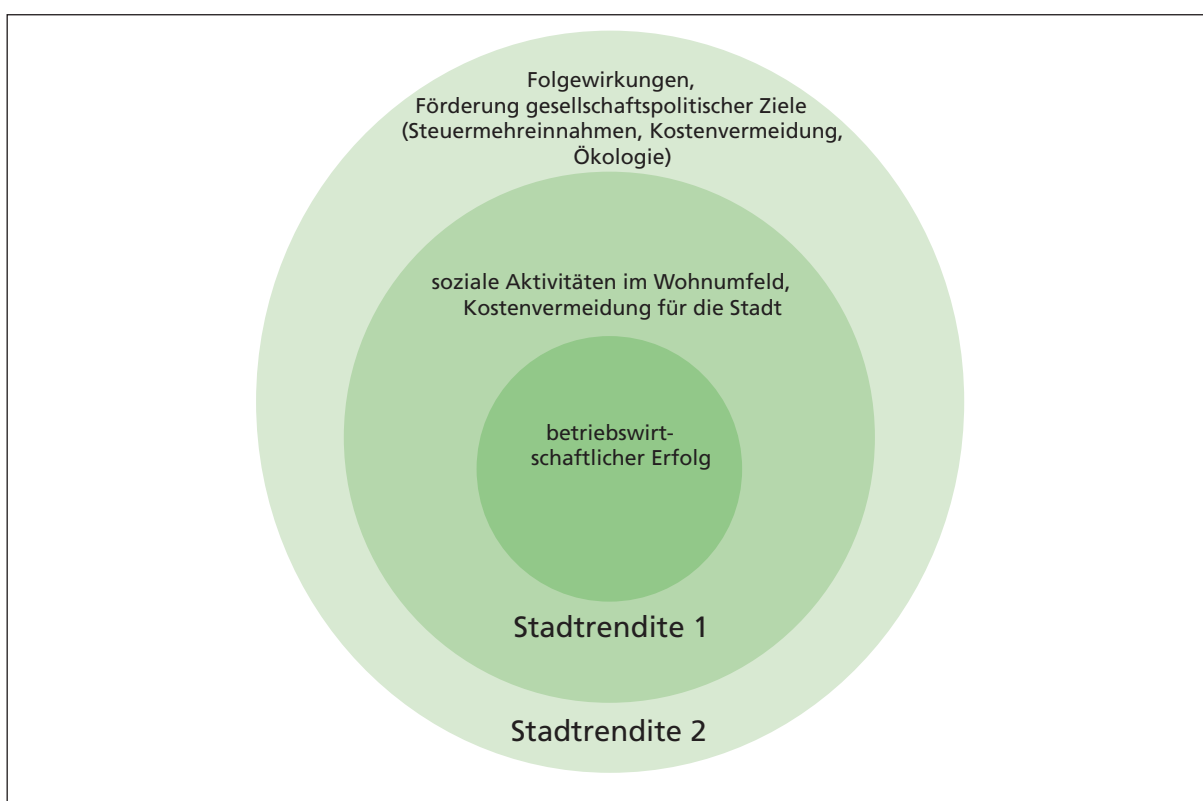 Folgewirkungen,
Förderung gesellschaftspolitischer Ziele
(Steuermehreinnahmen, Kostenvermeidung,
Ökologie)
soziale Aktivitäten im Wohnumfeld,
Kostenvermeidung für die Stadt
betriebswirt-
schaftlicher Erfolg
Stadtrendite 1
Stadtrendite 2